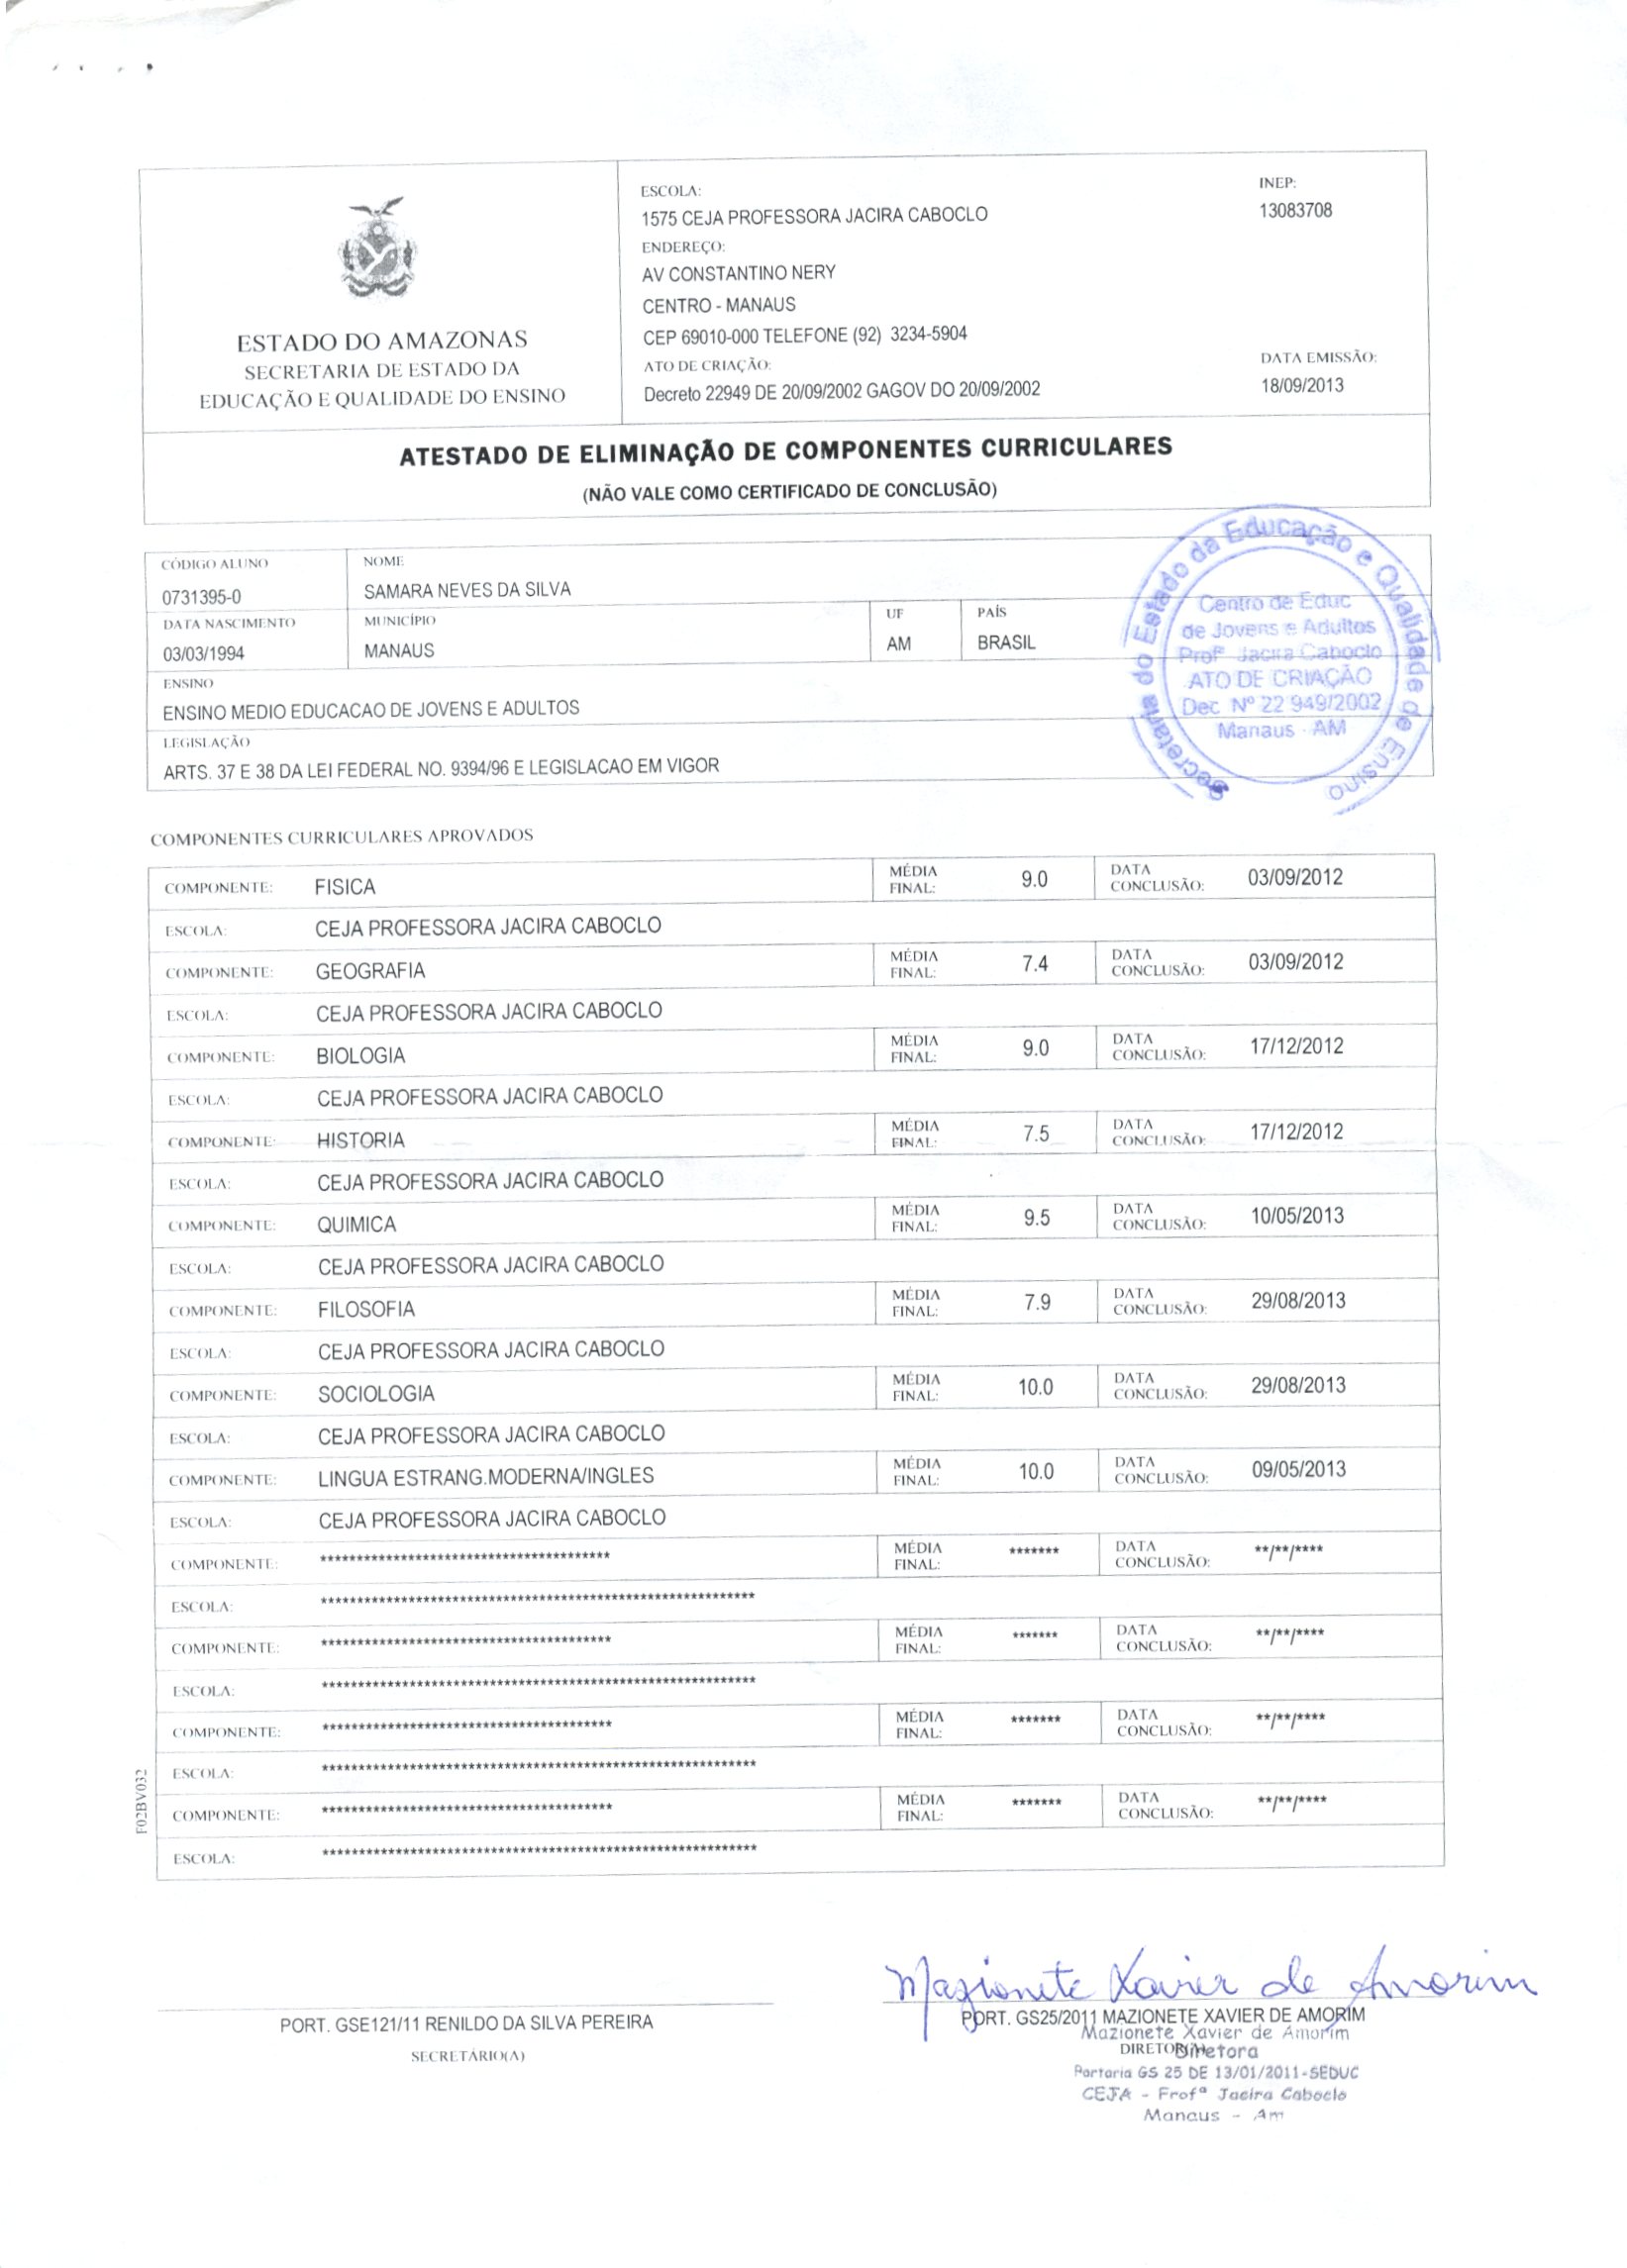 ESTADO DO AMAZONAS
SECRETARIA DE ESTADO DA
EDUCAÇÃO E QUALIDADE DO ENSINO
ESCOLA:
1575 CEJA PROFESSORA JACIRA CABOCLO
INEP:
13083708
ENDEREÇO:
AV CONSTANTINO NERY
CENTRO - MANAUS
CEP 69010-000 TELEFONE (92) 3234-5904
ATO DE CRIAÇÃO:
Decreto 22949 DE 20/09/2002 GAGOV DO 20/09/2002
DATA EMISSÃO:
18/09/2013
ATESTADO DE ELIMINAÇÃO DE COMPONENTES CURRICULARES
(NÃO VALE COMO CERTIFICADO DE CONCLUSÃO)
CÓDIGO ALUNO
0731395-0
NOME
SAMARA NEVES DA SILVA
DATA NASCIMENTO
03/03/1994
MUNICÍPIO
MANAUS
UF
AM
PAÍS
BRASIL
ENSINO
ENSINO MEDIO EDUCACAO DE JOVENS E ADULTOS
LEGISLAÇÃO
ARTS. 37 E 38 DA LEI FEDERAL NO. 9394/96 E LEGISLACAO EM VIGOR
Secretaria do Estado da Educação e Qualidade de Ensino
Centro de Educ
de Jovens e Adultos
Profª Jacira Caboclo
ATO DE CRIAÇÃO
Dec Nº 22 949/2002
Manaus - AM
COMPONENTES CURRICULARES APROVADOS
COMPONENTE: FISICA MÉDIA FINAL: 9.0 DATA CONCLUSÃO: 03/09/2012
ESCOLA: CEJA PROFESSORA JACIRA CABOCLO
COMPONENTE: GEOGRAFIA MÉDIA FINAL: 7.4 DATA CONCLUSÃO: 03/09/2012
ESCOLA: CEJA PROFESSORA JACIRA CABOCLO
COMPONENTE: BIOLOGIA MÉDIA FINAL: 9.0 DATA CONCLUSÃO: 17/12/2012
ESCOLA: CEJA PROFESSORA JACIRA CABOCLO
COMPONENTE: HISTORIA MÉDIA FINAL: 7.5 DATA CONCLUSÃO: 17/12/2012
ESCOLA: CEJA PROFESSORA JACIRA CABOCLO
COMPONENTE: QUIMICA MÉDIA FINAL: 9.5 DATA CONCLUSÃO: 10/05/2013
ESCOLA: CEJA PROFESSORA JACIRA CABOCLO
COMPONENTE: FILOSOFIA MÉDIA FINAL: 7.9 DATA CONCLUSÃO: 29/08/2013
ESCOLA: CEJA PROFESSORA JACIRA CABOCLO
COMPONENTE: SOCIOLOGIA MÉDIA FINAL: 10.0 DATA CONCLUSÃO: 29/08/2013
ESCOLA: CEJA PROFESSORA JACIRA CABOCLO
COMPONENTE: LINGUA ESTRANG.MODERNA/INGLES MÉDIA FINAL: 10.0 DATA CONCLUSÃO: 09/05/2013
ESCOLA: CEJA PROFESSORA JACIRA CABOCLO
COMPONENTE: **************************************** MÉDIA FINAL: ******* DATA CONCLUSÃO: **/**/****
ESCOLA: ************************************************************
COMPONENTE: **************************************** MÉDIA FINAL: ******* DATA CONCLUSÃO: **/**/****
ESCOLA: ************************************************************
COMPONENTE: **************************************** MÉDIA FINAL: ******* DATA CONCLUSÃO: **/**/****
ESCOLA: ************************************************************
COMPONENTE: **************************************** MÉDIA FINAL: ******* DATA CONCLUSÃO: **/**/****
ESCOLA: ************************************************************
F02BV032
PORT. GSE121/11 RENILDO DA SILVA PEREIRA
SECRETÁRIO(A)
Mazionete Xavier de Amorim
PORT. GS25/2011 MAZIONETE XAVIER DE AMORIM
Mazionete Xavier de Amorim
DIRETOR(A)
Diretora
Portaria GS 25 DE 13/01/2011-SEDUC
CEJA - Profª Jacira Caboclo
Manaus - Am